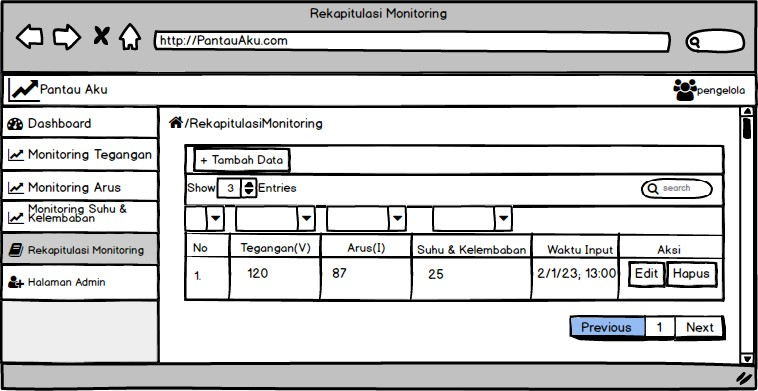 Rekapitulasi Monitoring
http://PantauAku.com
Pantau Aku
pengelola
Dashboard
Monitoring Tegangan
Monitoring Arus
Monitoring Suhu &
Kelembaban
Rekapitulasi Monitoring
Halaman Admin
/RekapitulasiMonitoring
+ Tambah Data
Show 3 Entries
search
No Tegangan(V) Arus(I) Suhu & Kelembaban Waktu Input Aksi
1. 120 87 25 2/1/23, 13:00 Edit Hapus
Previous 1 Next